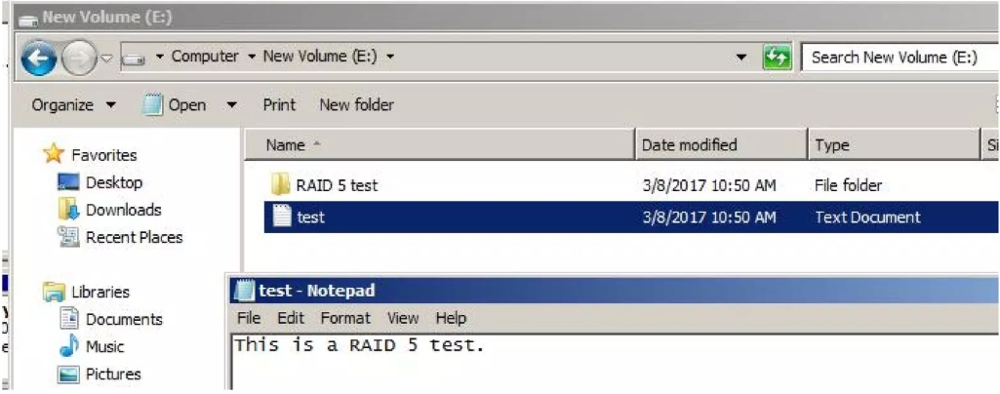 New Volume (E:)
Computer New Volume (E:) Search New Volume (E:)
Organize Open Print New folder
Favorites
Desktop
Downloads
Recent Places
Libraries
Documents
Music
Pictures
Name Date modified Type
RAID 5 test 3/8/2017 10:50 AM File folder
test 3/8/2017 10:50 AM Text Document
test - Notepad
File Edit Format View Help
This is a RAID 5 test.